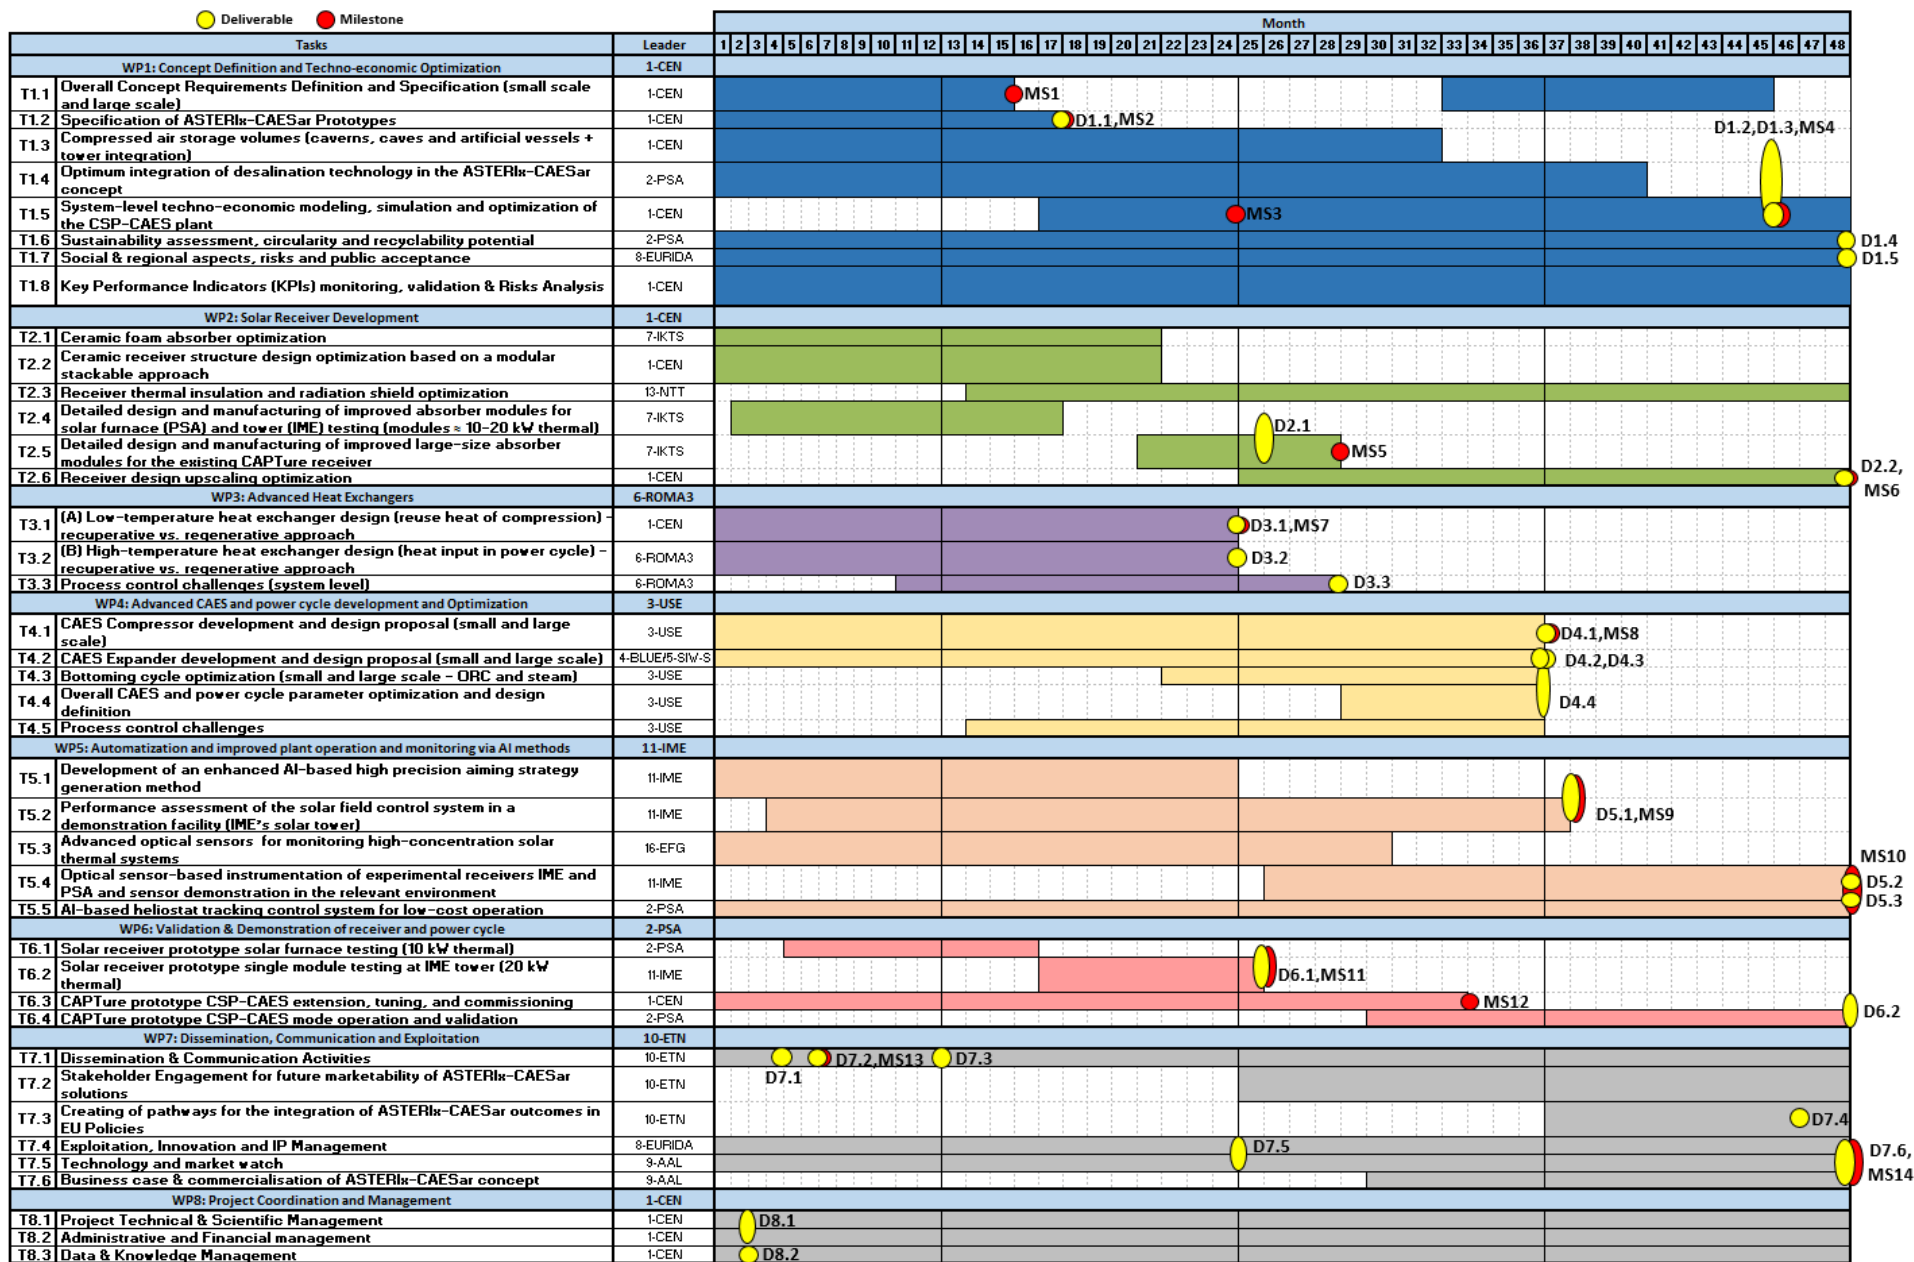 Deliverable Milestone
Month
Tasks Leader 1 2 3 4 5 6 7 8 9 10 11 12 13 14 15 16 17 18 19 20 21 22 23 24 25 26 27 28 29 30 31 32 33 34 35 36 37 38 39 40 41 42 43 44 45 46 47 48
WP1: Concept Definition and Techno-economic Optimization 1-CEN
T1.1 Overall Concept Requirements Definition and Specification (small scale
and large scale) 1-CEN MS1
T1.2 Specification of ASTERIx-CAESar Prototypes 1-CEN D1.1,MS2
T1.3 Compressed air storage volumes (caverns, caves and artificial vessels +
tower integration) 1-CEN D1.2,D1.3,MS4
T1.4 Optimum integration of desalination technology in the ASTERIx-CAESar
concept 2-PSA
T1.5 System-level techno-economic modeling, simulation and optimization of
the CSP-CAES plant 1-CEN MS3
T1.6 Sustainability assessment, circularity and recyclability potential 2-PSA D1.4
T1.7 Social & regional aspects, risks and public acceptance 8-EURIDA D1.5
T1.8 Key Performance Indicators (KPIs) monitoring, validation & Risks Analysis 1-CEN
WP2: Solar Receiver Development 1-CEN
T2.1 Ceramic foam absorber optimization 7-IKTS
T2.2 Ceramic receiver structure design optimization based on a modular
stackable approach 1-CEN
T2.3 Receiver thermal insulation and radiation shield optimization 13-NTT
T2.4 Detailed design and manufacturing of improved absorber modules for
solar furnace (PSA) and tower (IME) testing (modules ≈ 10-20 kW thermal) 7-IKTS D2.1
T2.5 Detailed design and manufacturing of improved large-size absorber
modules for the existing CAPTure receiver 7-IKTS MS5
T2.6 Receiver design upscaling optimization 1-CEN D2.2,
MS6
WP3: Advanced Heat Exchangers 6-ROMA3
T3.1 (A) Low-temperature heat exchanger design (reuse heat of compression) -
recuperative vs. regenerative approach 1-CEN D3.1,MS7
T3.2 (B) High-temperature heat exchanger design (heat input in power cycle) -
recuperative vs. regenerative approach 6-ROMA3 D3.2
T3.3 Process control challenges (system level) 6-ROMA3 D3.3
WP4: Advanced CAES and power cycle development and Optimization 3-USE
T4.1 CAES Compressor development and design proposal (small and large
scale) 3-USE D4.1,MS8
T4.2 CAES Expander development and design proposal (small and large scale) 4-BLUE/5-SIW-S D4.2,D4.3
T4.3 Bottoming cycle optimization (small and large scale - ORC and steam) 3-USE
T4.4 Overall CAES and power cycle parameter optimization and design
definition 3-USE D4.4
T4.5 Process control challenges 3-USE
WP5: Automatization and improved plant operation and monitoring via AI methods 11-IME
T5.1 Development of an enhanced AI-based high precision aiming strategy
generation method 11-IME
T5.2 Performance assessment of the solar field control system in a
demonstration facility (IME's solar tower) 11-IME D5.1,MS9
T5.3 Advanced optical sensors for monitoring high-concentration solar
thermal systems 16-EFG MS10
T5.4 Optical sensor-based instrumentation of experimental receivers IME and
PSA and sensor demonstration in the relevant environment 11-IME D5.2
T5.5 AI-based heliostat tracking control system for low-cost operation 2-PSA D5.3
WP6: Validation & Demonstration of receiver and power cycle 2-PSA
T6.1 Solar receiver prototype solar furnace testing (10 kW thermal) 2-PSA
T6.2 Solar receiver prototype single module testing at IME tower (20 kW
thermal) 11-IME D6.1,MS11
T6.3 CAPTure prototype CSP-CAES extension, tuning, and commissioning 1-CEN MS12
T6.4 CAPTure prototype CSP-CAES mode operation and validation 2-PSA D6.2
WP7: Dissemination, Communication and Exploitation 10-ETN
T7.1 Dissemination & Communication Activities 10-ETN D7.2,MS13 D7.3
D7.1
T7.2 Stakeholder Engagement for future marketability of ASTERIx-CAESar
solutions 10-ETN
T7.3 Creating of pathways for the integration of ASTERIx-CAESar outcomes in
EU Policies 10-ETN D7.4
T7.4 Exploitation, Innovation and IP Management 8-EURIDA D7.5
T7.5 Technology and market watch 9-AAL D7.6,
MS14
T7.6 Business case & commercialisation of ASTERIx-CAESar concept 9-AAL
WP8: Project Coordination and Management 1-CEN
T8.1 Project Technical & Scientific Management 1-CEN D8.1
T8.2 Administrative and Financial management 1-CEN
T8.3 Data & Knowledge Management 1-CEN D8.2